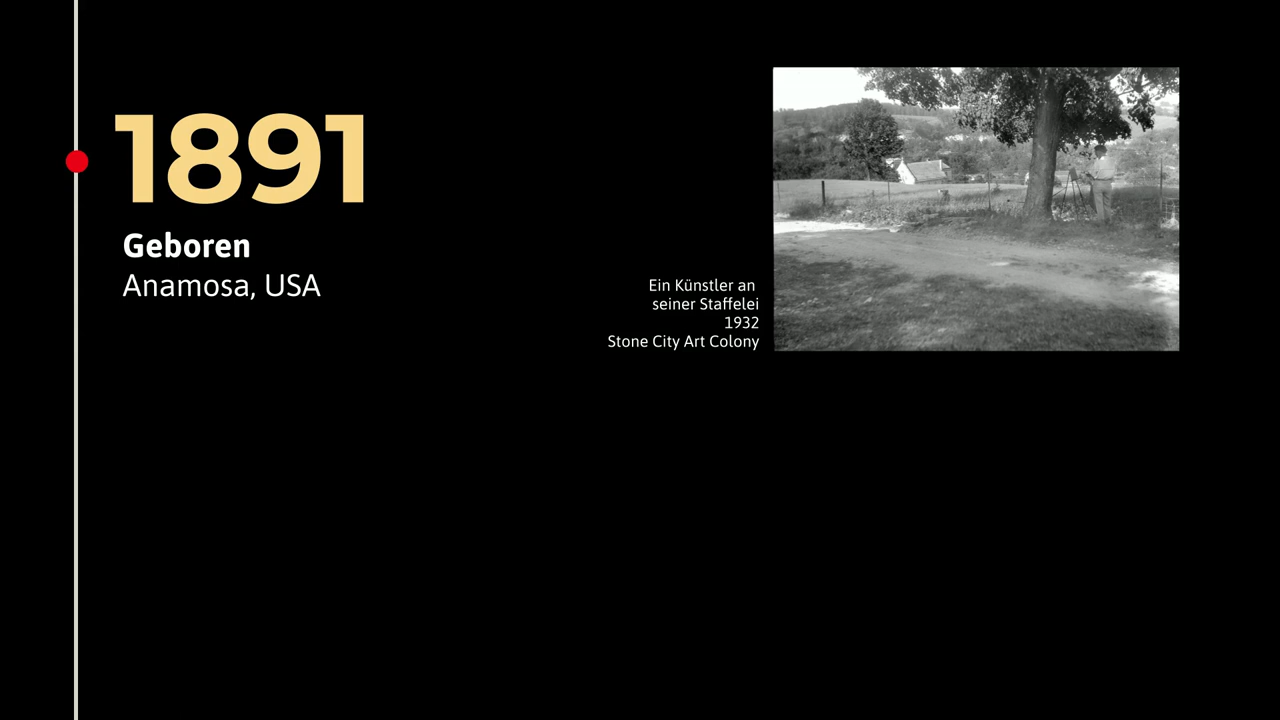 1891
Geboren
Anamosa, USA
Ein Künstler an
seiner Staffelei
1932
Stone City Art Colony